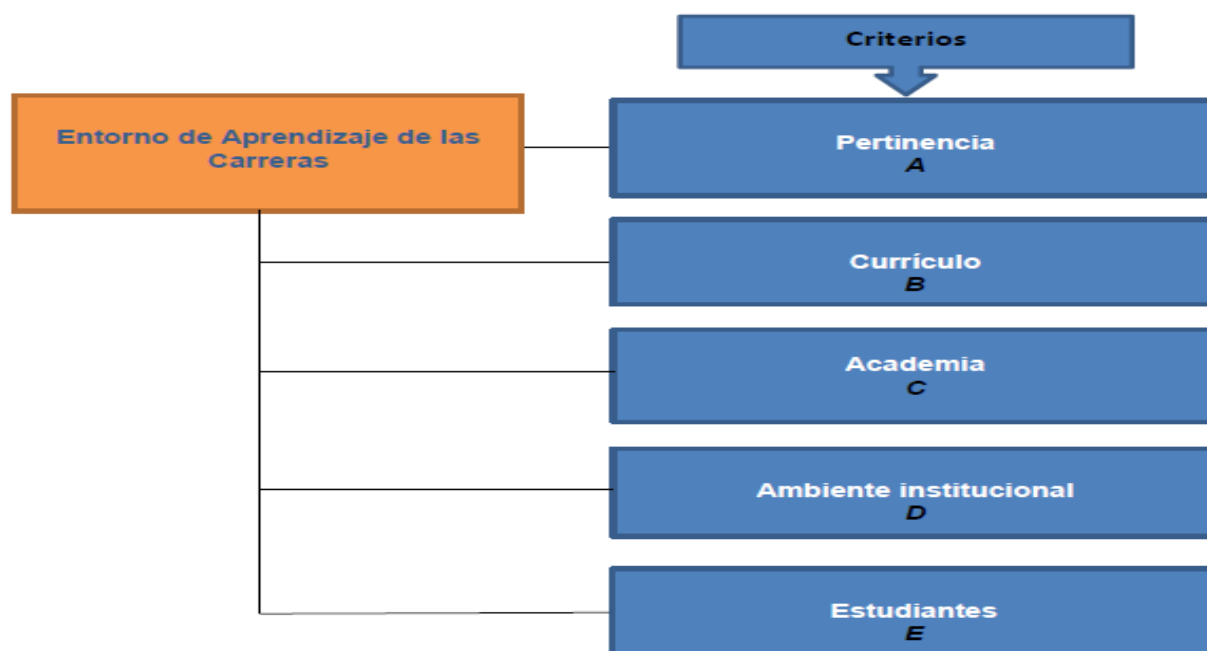 Criterios
Entorno de Aprendizaje de las
Carreras
Pertinencia
A
Currículo
B
Academia
C
Ambiente institucional
D
Estudiantes
E